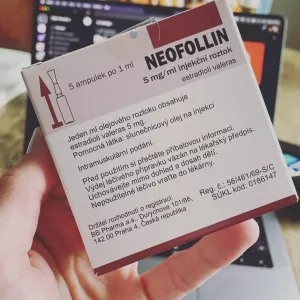 5 ampulek po 1 ml
NEOFOLLIN
5 mg/ml injekční roztok
estradioli valeras
Jeden ml olejového roztoku obsahuje
estradioli valeras 5 mg.
Pomocná látka: slunečnicový olej na injekci
Intramuskulární podání.
Před použitím si přečtěte příbalovou informaci.
Výdej léčivého přípravku vázán na lékařský předpis.
Uchovávejte mimo dohled a dosah dětí.
Nepoužitelné léčivo vraťte do lékárny.
Držitel rozhodnutí o registraci:
BB Pharma a.s., Durychova 101/66,
142 00 Praha 4, Česká republika
Reg. č.: 56/461/69-S/C
SÚKL kód: 0186147